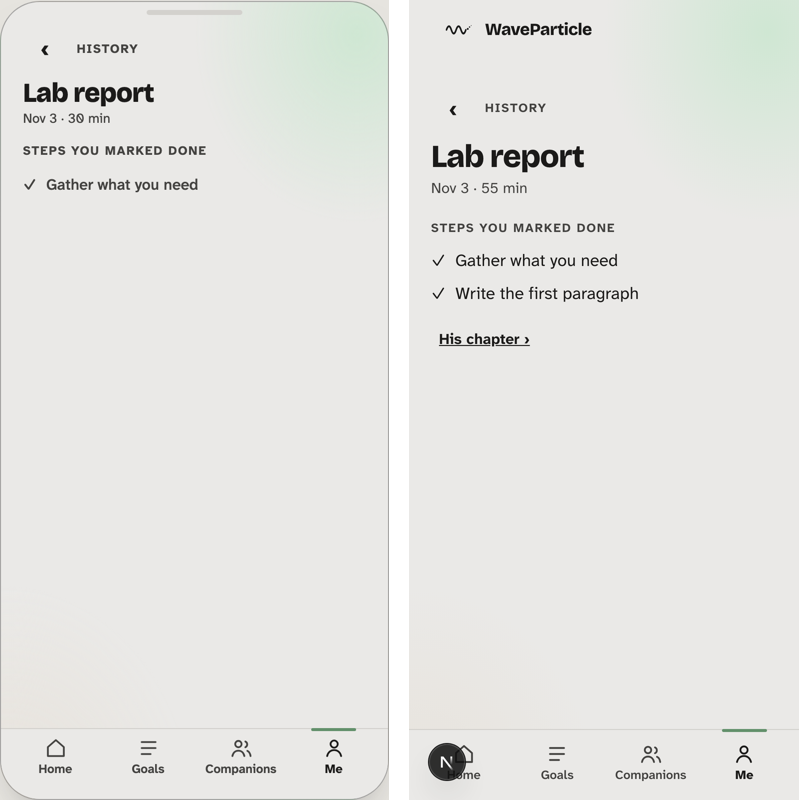 HISTORY
Lab report
Nov 3 · 30 min
STEPS YOU MARKED DONE
Gather what you need
Home
Goals
Companions
Me
WaveParticle
HISTORY
Lab report
Nov 3 · 55 min
STEPS YOU MARKED DONE
Gather what you need
Write the first paragraph
His chapter ›
N
Home
Goals
Companions
Me